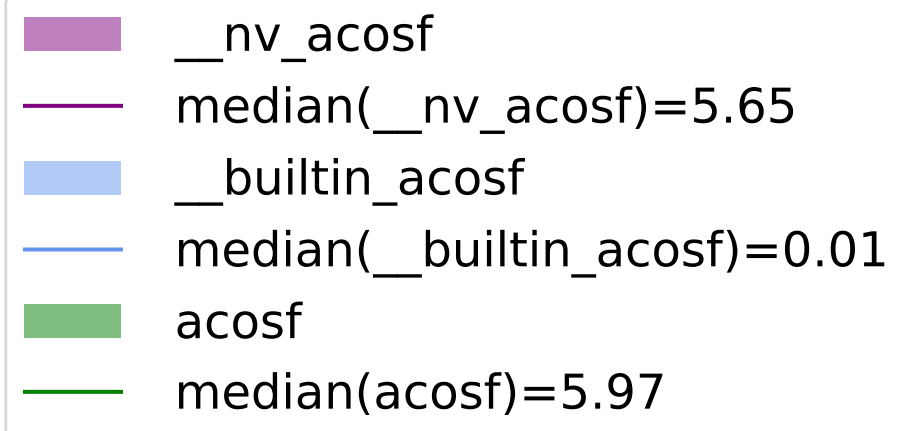 __nv_acosf
median(__nv_acosf)=5.65
__builtin_acosf
median(__builtin_acosf)=0.01
acosf
median(acosf)=5.97